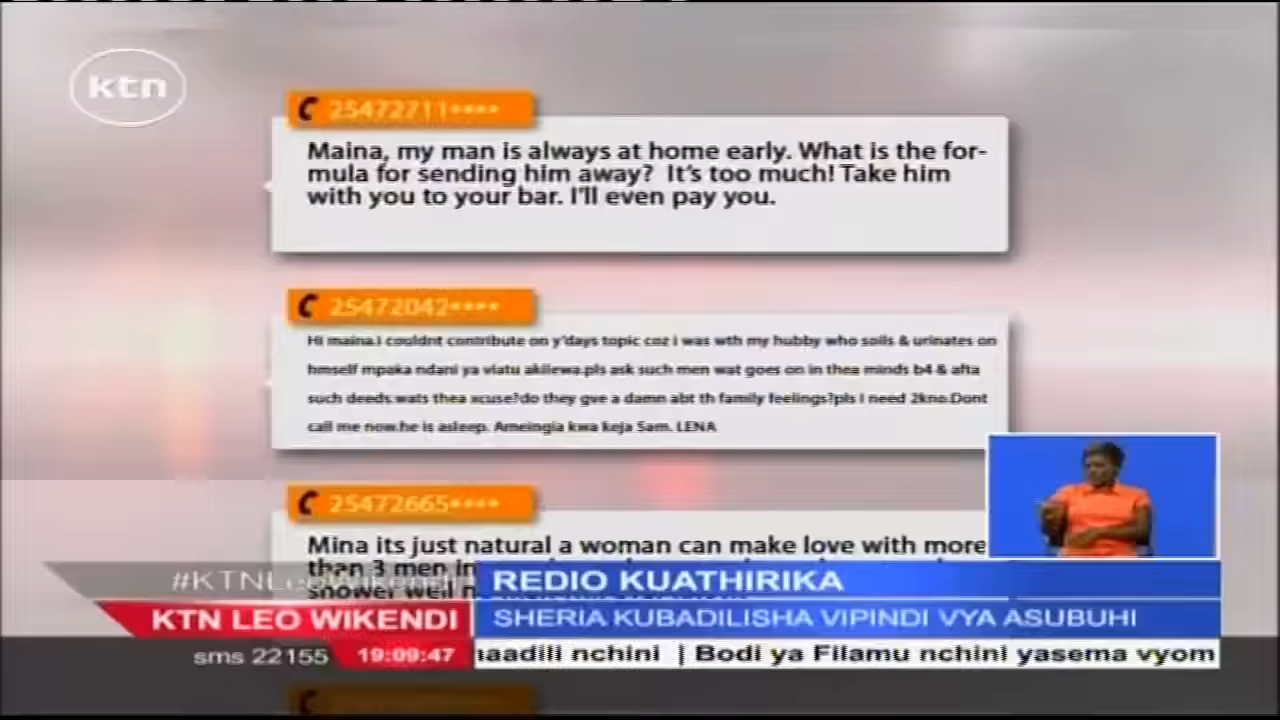 ktn
25472711****
Maina, my man is always at home early. What is the for-
mula for sending him away? It's too much! Take him
with you to your bar. I'll even pay you.
25472042****
Hi maina.i couldnt contribute on y'days topic coz i was wth my hubby who soils & urinates on
hmself mpaka ndani ya viatu akilewa.pls ask such men wat goes on in thea minds b4 & afta
such deeds.wats thea xcuse?do they gve a damn abt th family feelings?pls I need 2kno.Dont
call me now.he is asleep. Ameingia kwa keja Sam. LENA
25472665****
Mina its just natural a woman can make love with more
than 3 men in
shower well
#KTNLeoWikendi
REDIO KUATHIRIKA
KTN LEO WIKENDI
SHERIA KUBADILISHA VIPINDI VYA ASUBUHI
sms 22155
19:09:47
naadili nchini | Bodi ya Filamu nchini yasema vyom